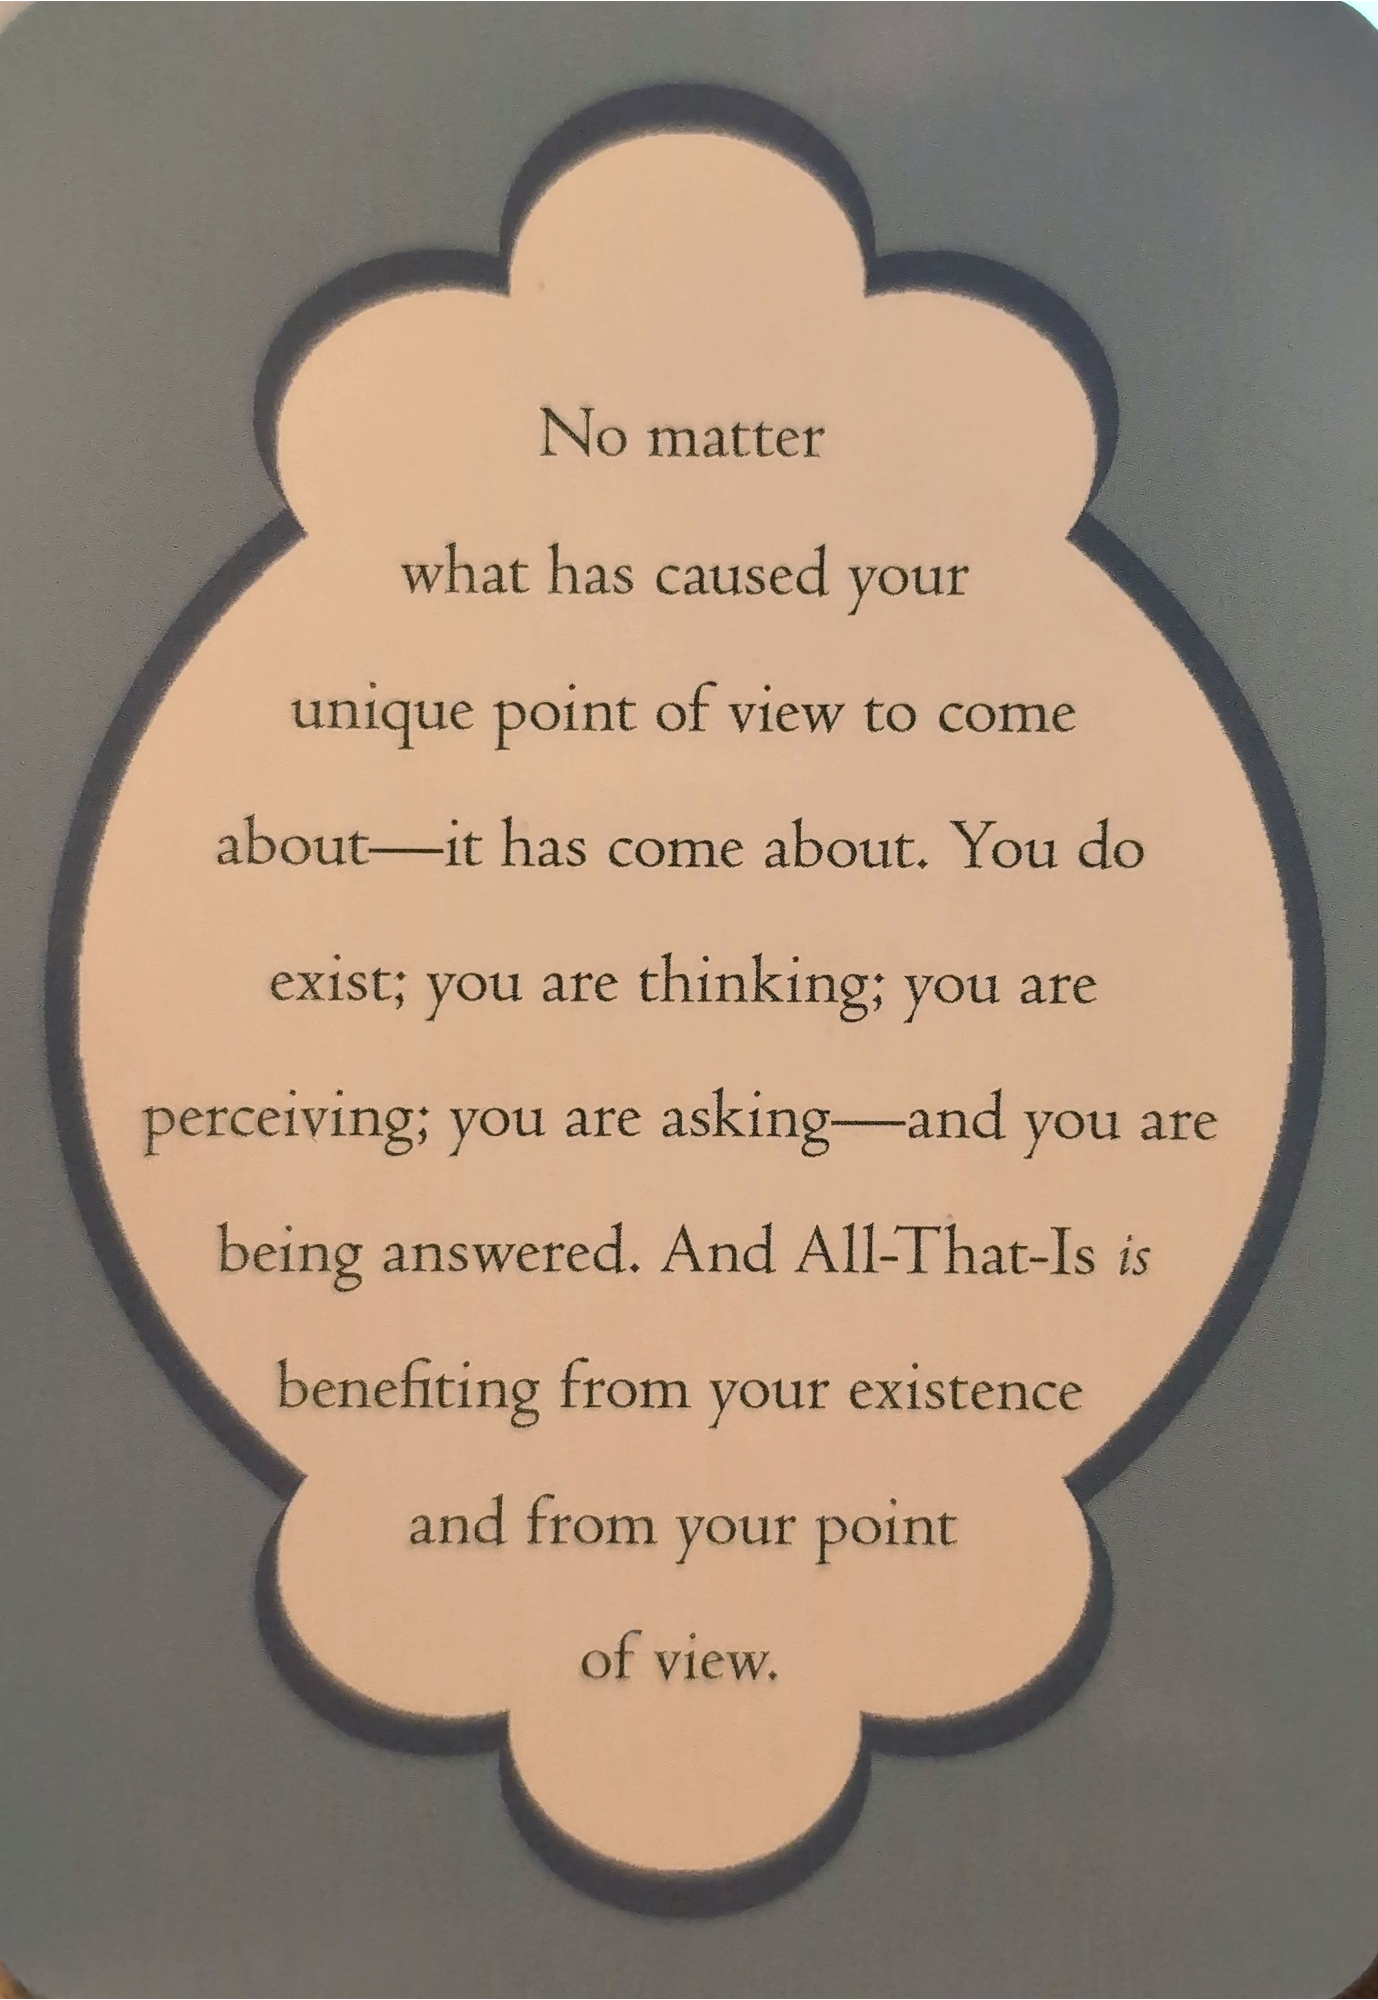 No matter
what has caused your
unique point of view to come
about—it has come about. You do
exist; you are thinking; you are
perceiving; you are asking—and you are
being answered. And All-That-Is is
benefiting from your existence
and from your point
of view.